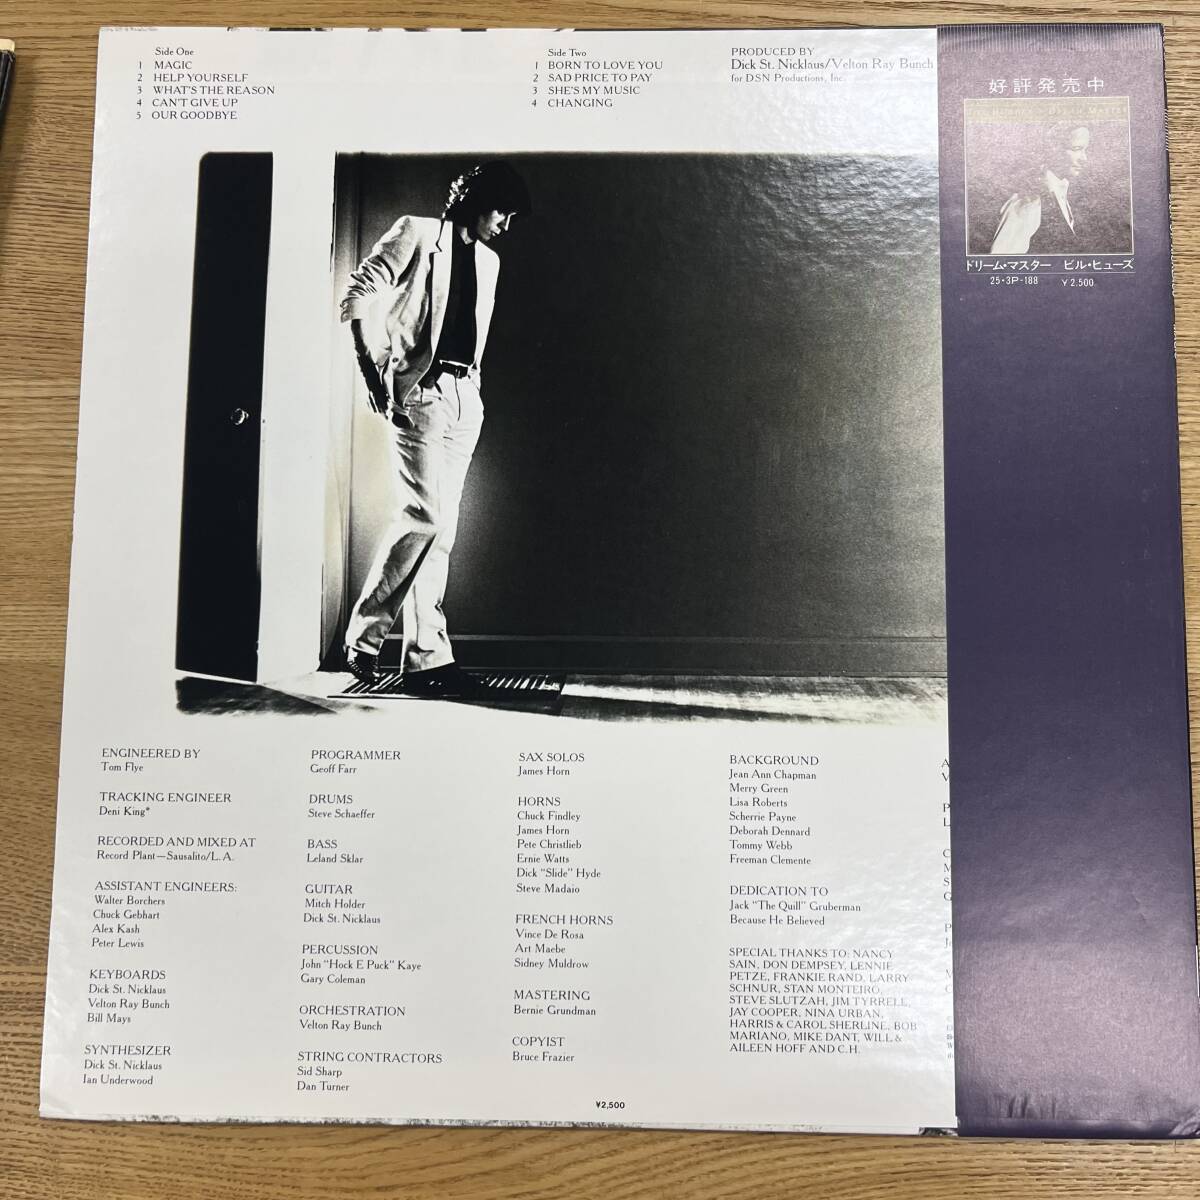 Side One
1 MAGIC
2 HELP YOURSELF
3 WHAT'S THE REASON
4 CAN'T GIVE UP
5 OUR GOODBYE
Side Two
1 BORN TO LOVE YOU
2 SAD PRICE TO PAY
3 SHE'S MY MUSIC
4 CHANGING
PRODUCED BY
Dick St. Nicklaus/Velton Ray Bunch
for DSN Productions, Inc.
好評発売中
ドリーム・マスター ビル・ヒューズ
25・3P-188 ¥2,500
ENGINEERED BY
Tom Flye
TRACKING ENGINEER
Deni King*
RECORDED AND MIXED AT
Record Plant—Sausalito/L.A.
ASSISTANT ENGINEERS:
Walter Borchers
Chuck Gebhart
Alex Kash
Peter Lewis
KEYBOARDS
Dick St. Nicklaus
Velton Ray Bunch
Bill Mays
SYNTHESIZER
Dick St. Nicklaus
Ian Underwood
PROGRAMMER
Geoff Farr
DRUMS
Steve Schaeffer
BASS
Leland Sklar
GUITAR
Mitch Holder
Dick St. Nicklaus
PERCUSSION
John "Hock E Puck" Kaye
Gary Coleman
ORCHESTRATION
Velton Ray Bunch
STRING CONTRACTORS
Sid Sharp
Dan Turner
SAX SOLOS
James Horn
HORNS
Chuck Findley
James Horn
Pete Christlieb
Ernie Watts
Dick "Slide" Hyde
Steve Madaio
FRENCH HORNS
Vince De Rosa
Art Maebe
Sidney Muldrow
MASTERING
Bernie Grundman
COPYIST
Bruce Frazier
BACKGROUND
Jean Ann Chapman
Merry Green
Lisa Roberts
Scherrie Payne
Deborah Dennard
Tommy Webb
Freeman Clemente
DEDICATION TO
Jack "The Quill" Gruberman
Because He Believed
SPECIAL THANKS TO: NANCY
SAIN, DON DEMPSEY, LENNIE
PETZE, FRANKIE RAND, LARRY
SCHNUR, STAN MONTEIRO,
STEVE SLUTZAH, JIM TYRRELL,
JAY COOPER, NINA URBAN,
HARRIS & CAROL SHERLINE, BOB
MARIANO, MIKE DANT, WILL &
AILEEN HOFF AND C.H.
¥2,500